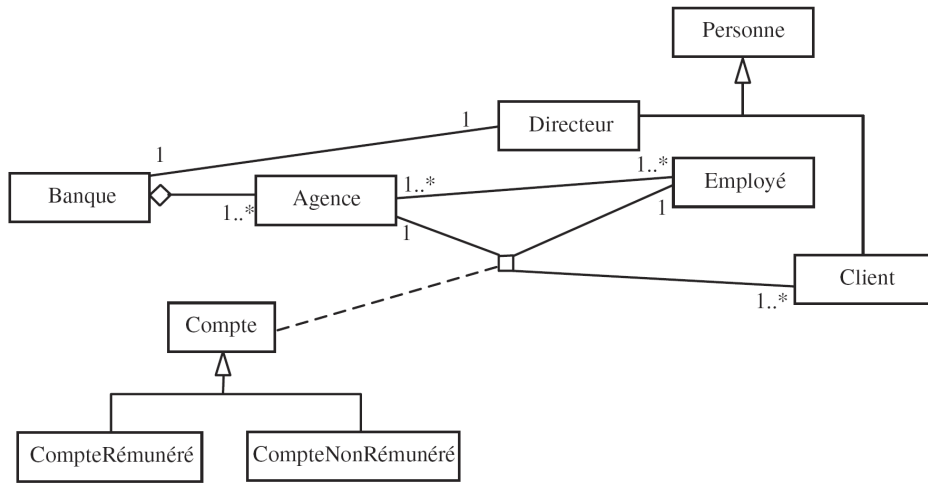 Personne
1
Directeur
1
1..*
Employé
Banque
Agence
1..*
1..*
1
1
Client
1..*
Compte
CompteRémunéré
CompteNonRémunéré